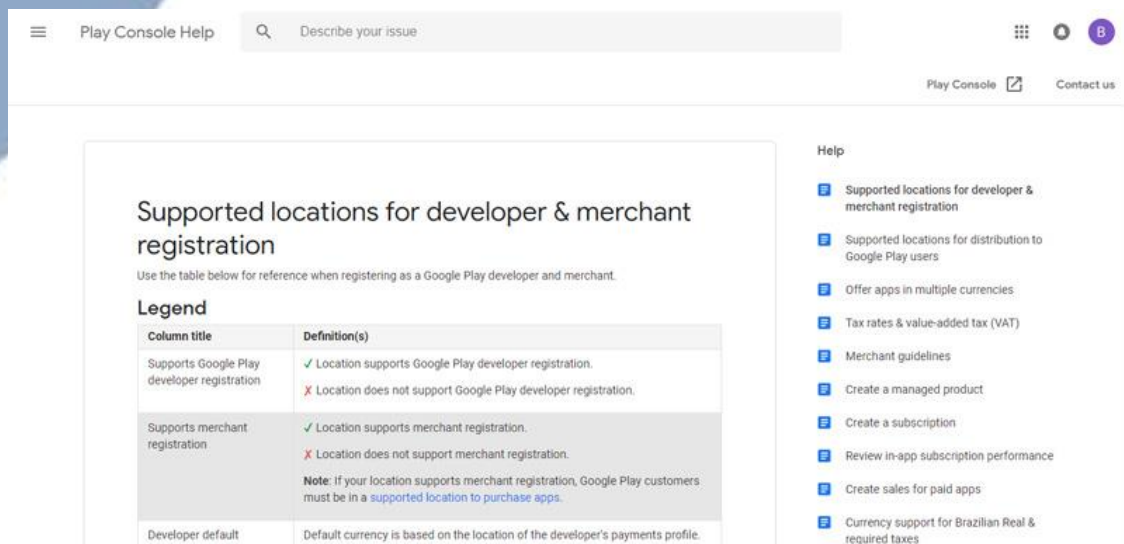 Play Console Help
Describe your issue
B
Play Console
Contact us
Supported locations for developer & merchant
registration
Use the table below for reference when registering as a Google Play developer and merchant.
Legend
Column title
Definition(s)
Supports Google Play
developer registration
✓ Location supports Google Play developer registration.
✗ Location does not support Google Play developer registration.
Supports merchant
registration
✓ Location supports merchant registration.
✗ Location does not support merchant registration.
Note: If your location supports merchant registration, Google Play customers
must be in a supported location to purchase apps.
Developer default
Default currency is based on the location of the developer's payments profile.
Help
Supported locations for developer &
merchant registration
Supported locations for distribution to
Google Play users
Offer apps in multiple currencies
Tax rates & value-added tax (VAT)
Merchant guidelines
Create a managed product
Create a subscription
Review in-app subscription performance
Create sales for paid apps
Currency support for Brazilian Real &
required taxes